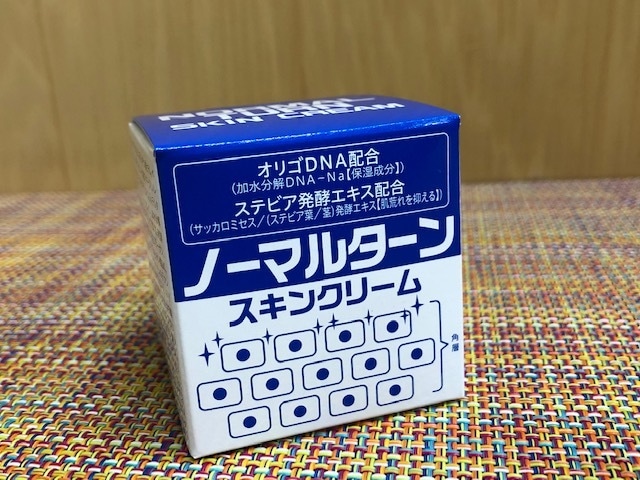 NORMAL TURN
SKIN CREAM
オリゴDNA配合
(加水分解DNA-Na【保湿成分】)
ステビア発酵エキス配合
(サッカロミセス/(ステビア葉/茎)発酵エキス【肌荒れを抑える】)
ノーマルターン
スキンクリーム
角層